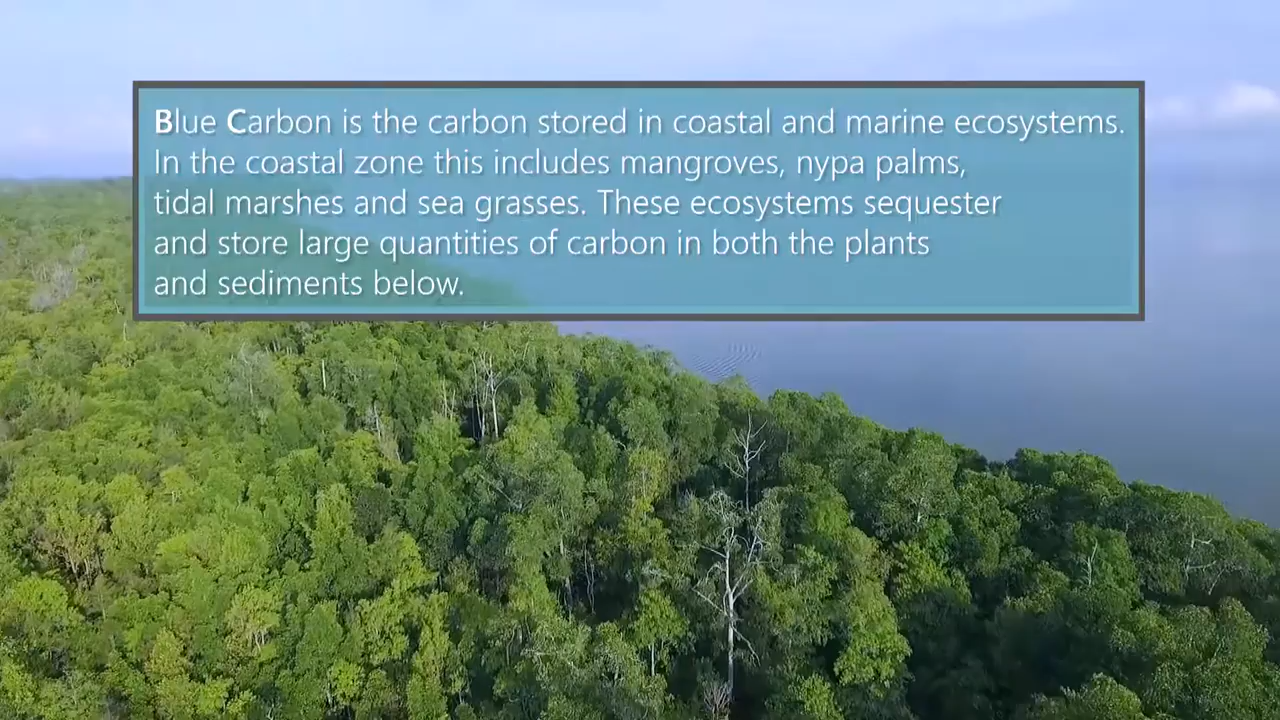 Blue Carbon is the carbon stored in coastal and marine ecosystems.
In the coastal zone this includes mangroves, nypa palms,
tidal marshes and sea grasses. These ecosystems sequester
and store large quantities of carbon in both the plants
and sediments below.